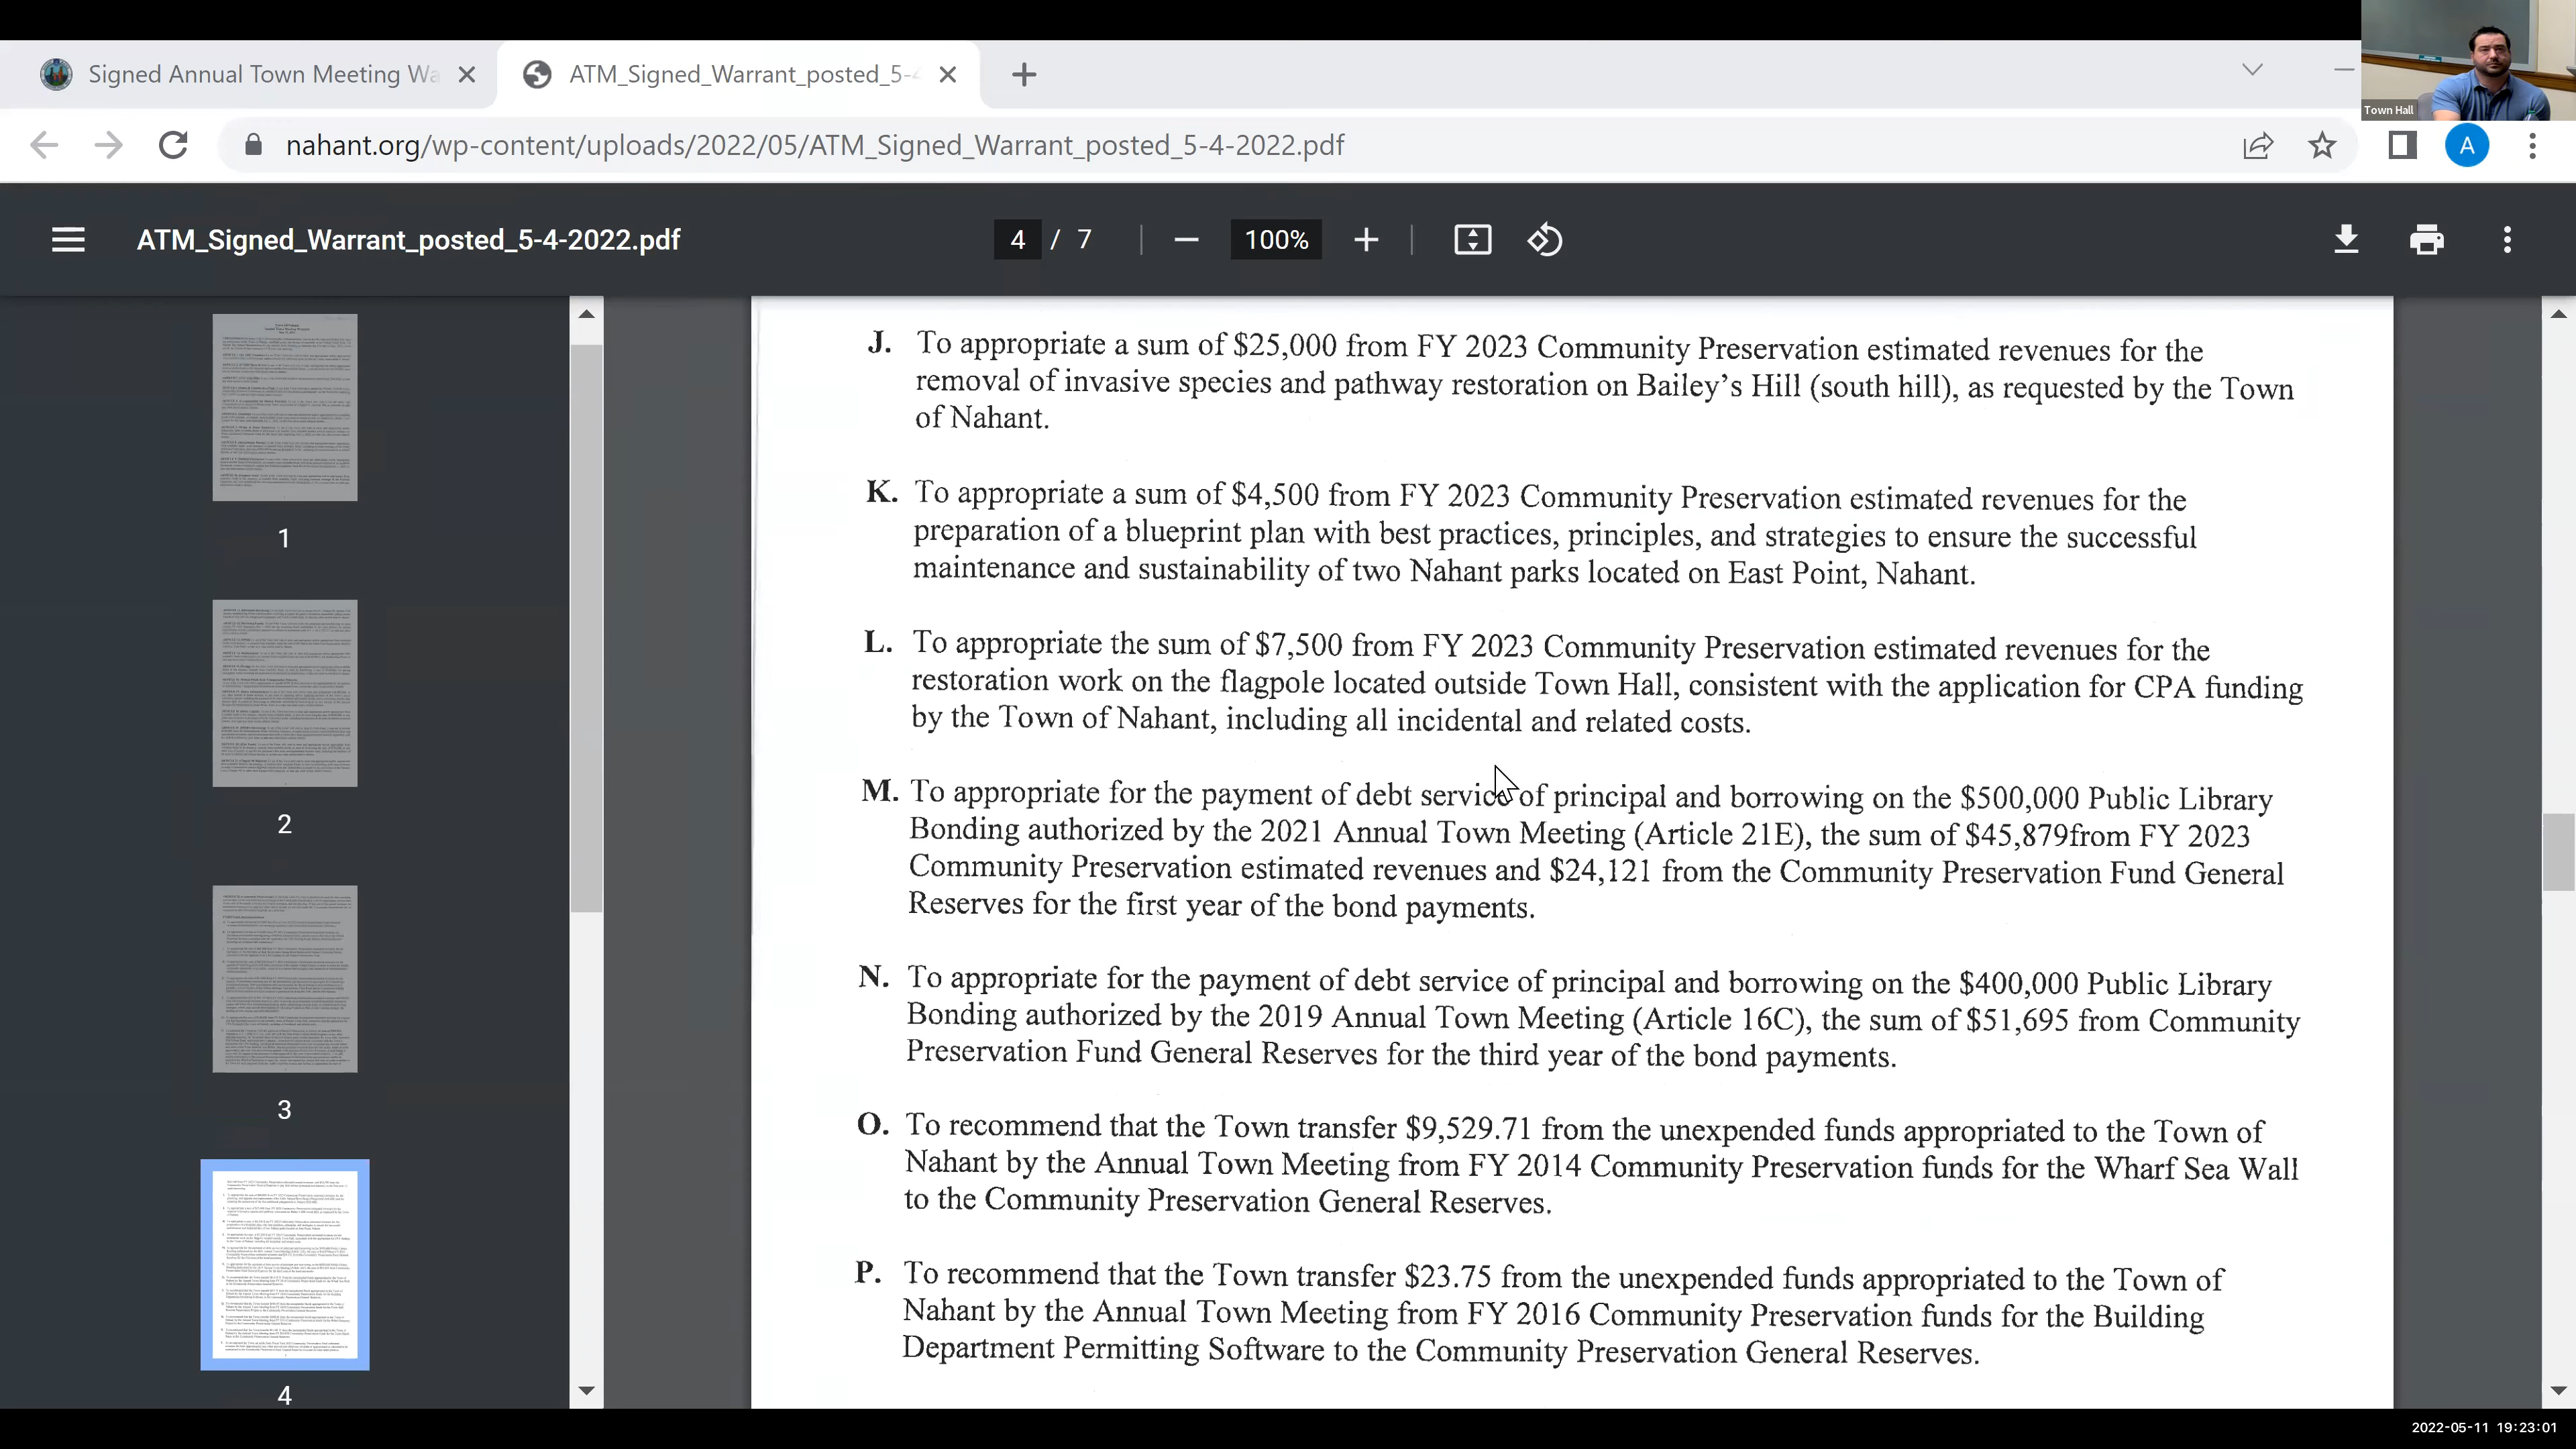 Signed Annual Town Meeting Wa
ATM_Signed_Warrant_posted_5-4
Town Hall
nahant.org/wp-content/uploads/2022/05/ATM_Signed_Warrant_posted_5-4-2022.pdf
A
ATM_Signed_Warrant_posted_5-4-2022.pdf
4 / 7
100%
1
2
3
4
J. To appropriate a sum of $25,000 from FY 2023 Community Preservation estimated revenues for the
removal of invasive species and pathway restoration on Bailey's Hill (south hill), as requested by the Town
of Nahant.
K. To appropriate a sum of $4,500 from FY 2023 Community Preservation estimated revenues for the
preparation of a blueprint plan with best practices, principles, and strategies to ensure the successful
maintenance and sustainability of two Nahant parks located on East Point, Nahant.
L. To appropriate the sum of $7,500 from FY 2023 Community Preservation estimated revenues for the
restoration work on the flagpole located outside Town Hall, consistent with the application for CPA funding
by the Town of Nahant, including all incidental and related costs.
M. To appropriate for the payment of debt service of principal and borrowing on the $500,000 Public Library
Bonding authorized by the 2021 Annual Town Meeting (Article 21E), the sum of $45,879from FY 2023
Community Preservation estimated revenues and $24,121 from the Community Preservation Fund General
Reserves for the first year of the bond payments.
N. To appropriate for the payment of debt service of principal and borrowing on the $400,000 Public Library
Bonding authorized by the 2019 Annual Town Meeting (Article 16C), the sum of $51,695 from Community
Preservation Fund General Reserves for the third year of the bond payments.
O. To recommend that the Town transfer $9,529.71 from the unexpended funds appropriated to the Town of
Nahant by the Annual Town Meeting from FY 2014 Community Preservation funds for the Wharf Sea Wall
to the Community Preservation General Reserves.
P. To recommend that the Town transfer $23.75 from the unexpended funds appropriated to the Town of
Nahant by the Annual Town Meeting from FY 2016 Community Preservation funds for the Building
Department Permitting Software to the Community Preservation General Reserves.
2022-05-11 19:23:01